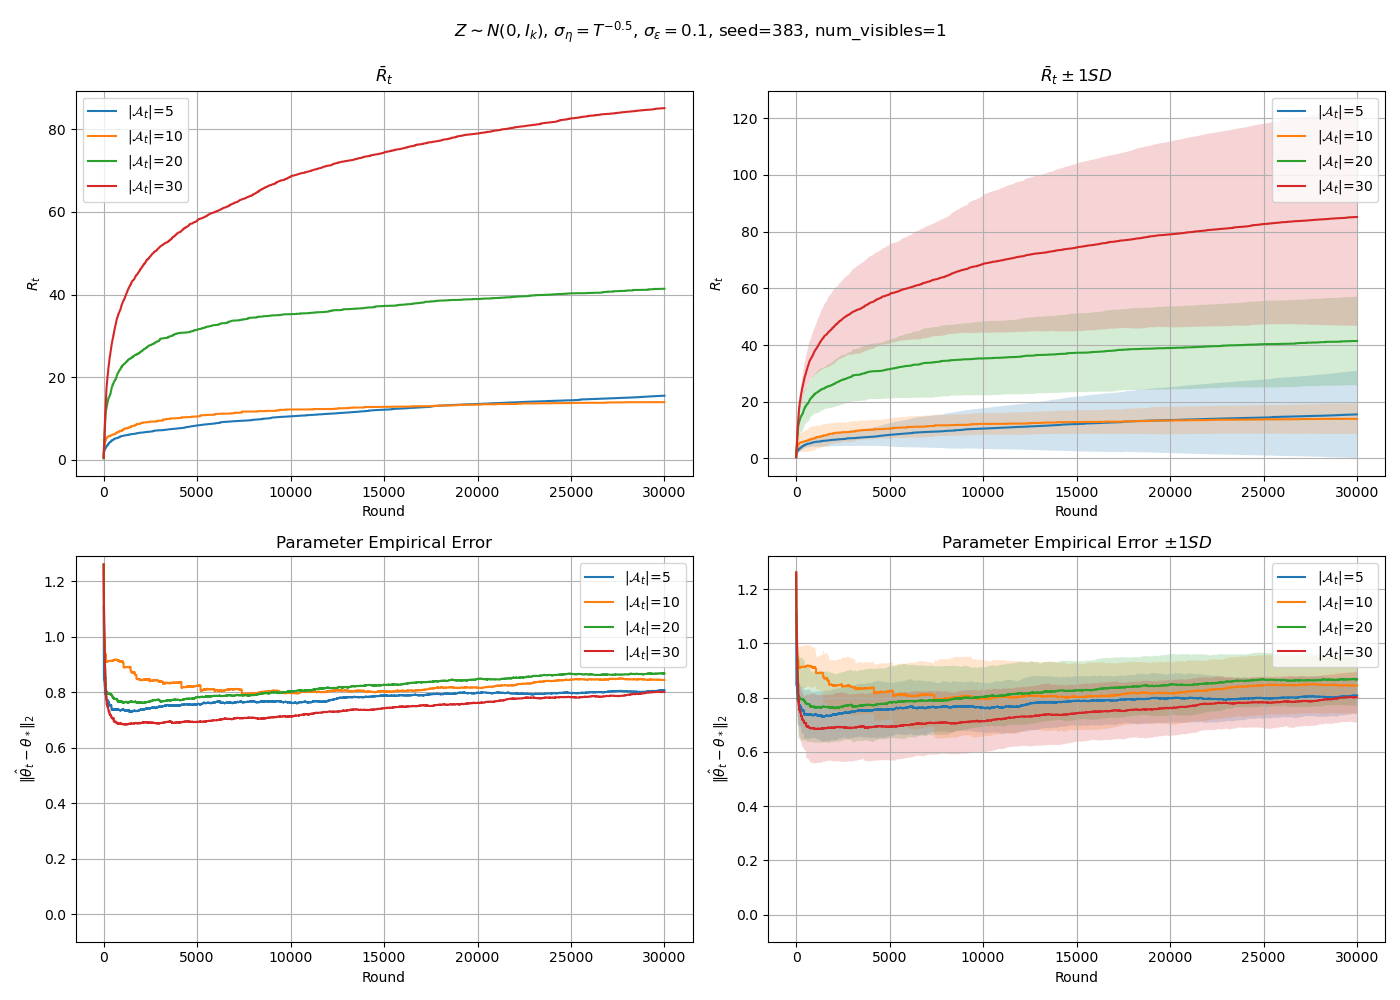 Z ∼ N(0, I_k), σ_η = T^{−0.5}, σ_ε = 0.1, seed=383, num_visibles=1
R̄_t
R_t
80
60
40
20
0
|𝒜_t|=5
|𝒜_t|=10
|𝒜_t|=20
|𝒜_t|=30
0 5000 10000 15000 20000 25000 30000
Round
R̄_t ± 1SD
R_t
120
100
80
60
40
20
0
|𝒜_t|=5
|𝒜_t|=10
|𝒜_t|=20
|𝒜_t|=30
0 5000 10000 15000 20000 25000 30000
Round
Parameter Empirical Error
‖θ̂_t − θ_*‖_2
1.2
1.0
0.8
0.6
0.4
0.2
0.0
|𝒜_t|=5
|𝒜_t|=10
|𝒜_t|=20
|𝒜_t|=30
0 5000 10000 15000 20000 25000 30000
Round
Parameter Empirical Error ±1SD
‖θ̂_t − θ_*‖_2
1.2
1.0
0.8
0.6
0.4
0.2
0.0
|𝒜_t|=5
|𝒜_t|=10
|𝒜_t|=20
|𝒜_t|=30
0 5000 10000 15000 20000 25000 30000
Round